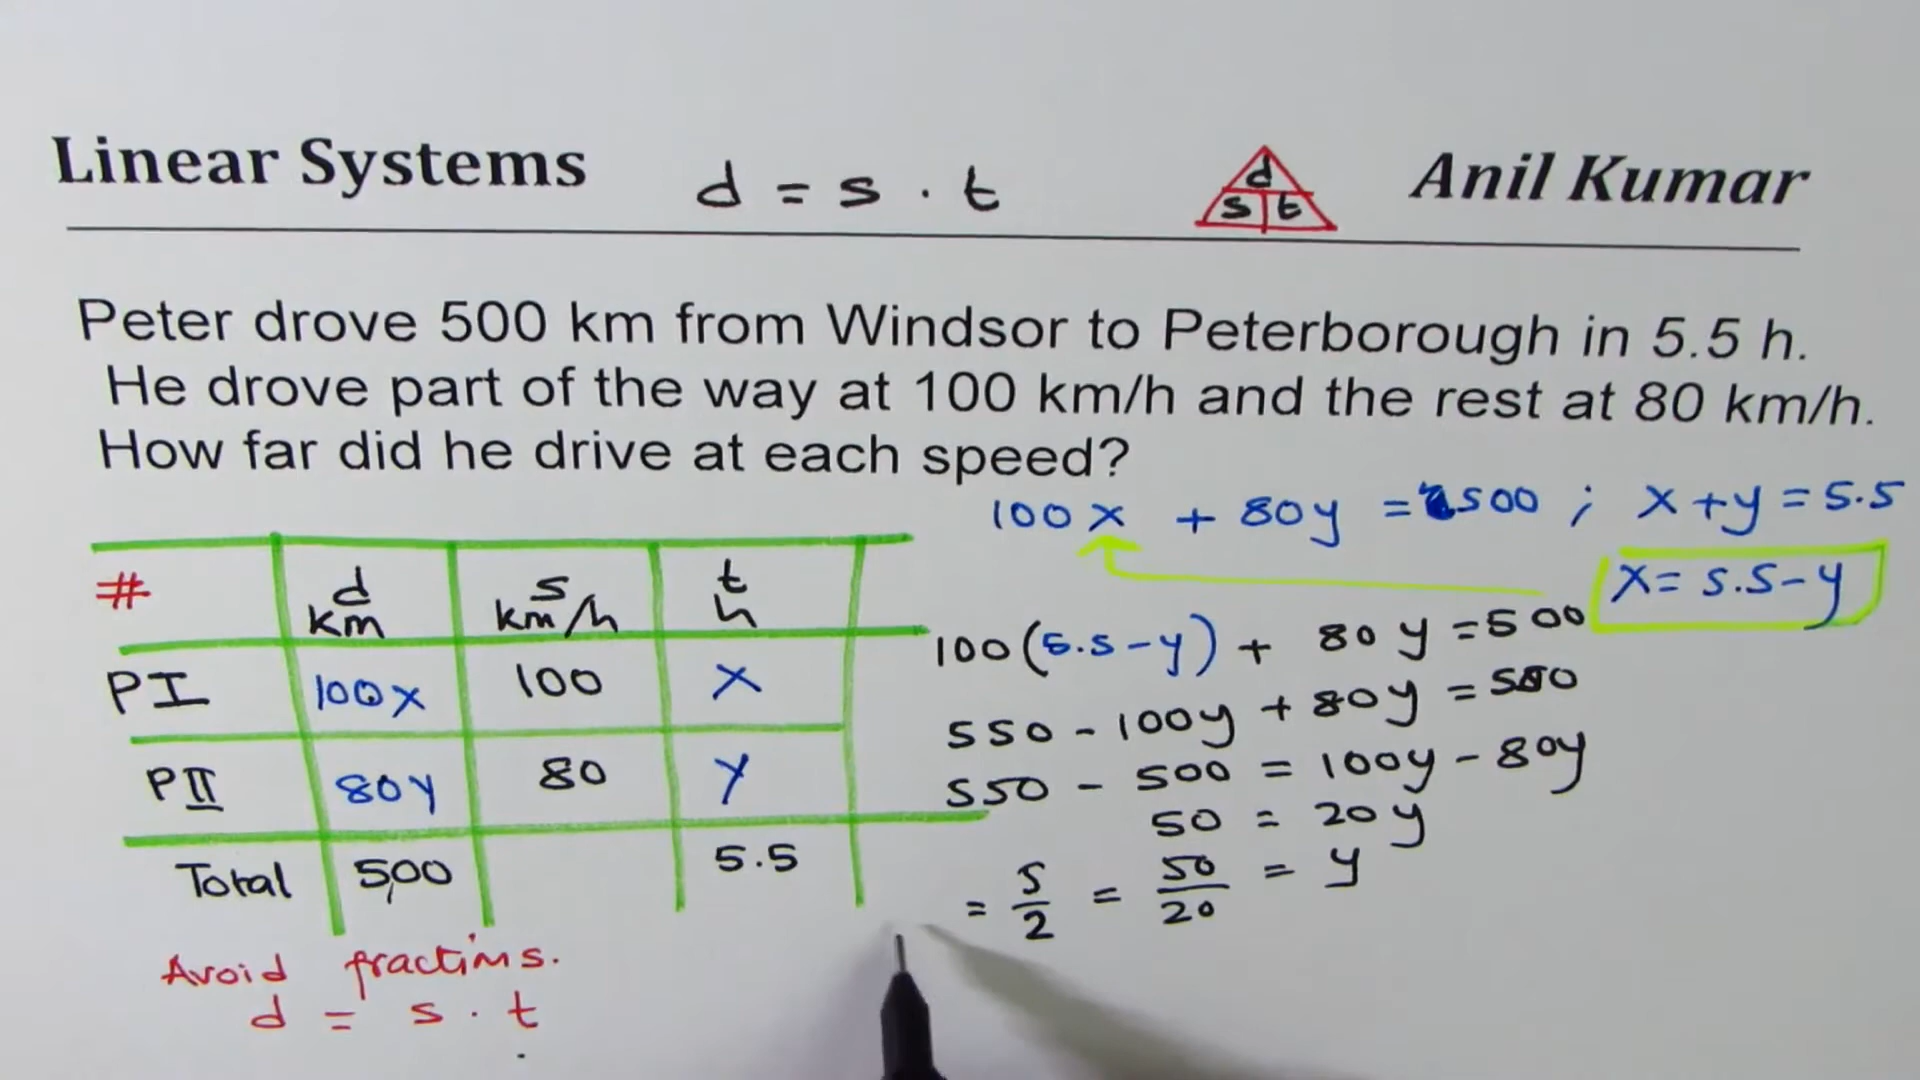 Linear Systems d = s . t d s t Anil Kumar
Peter drove 500 km from Windsor to Peterborough in 5.5 h.
He drove part of the way at 100 km/h and the rest at 80 km/h.
How far did he drive at each speed?
100x + 80y = 500 ; x + y = 5.5
x = 5.5 - y
# d km s km/h t h
PI 100x 100 x
PII 80y 80 y
Total 500 5.5
Avoid fractions.
d = s . t
100(5.5 - y) + 80y = 500
550 - 100y + 80y = 500
550 - 500 = 100y - 80y
50 = 20y
= 5/2 = 50/20 = y